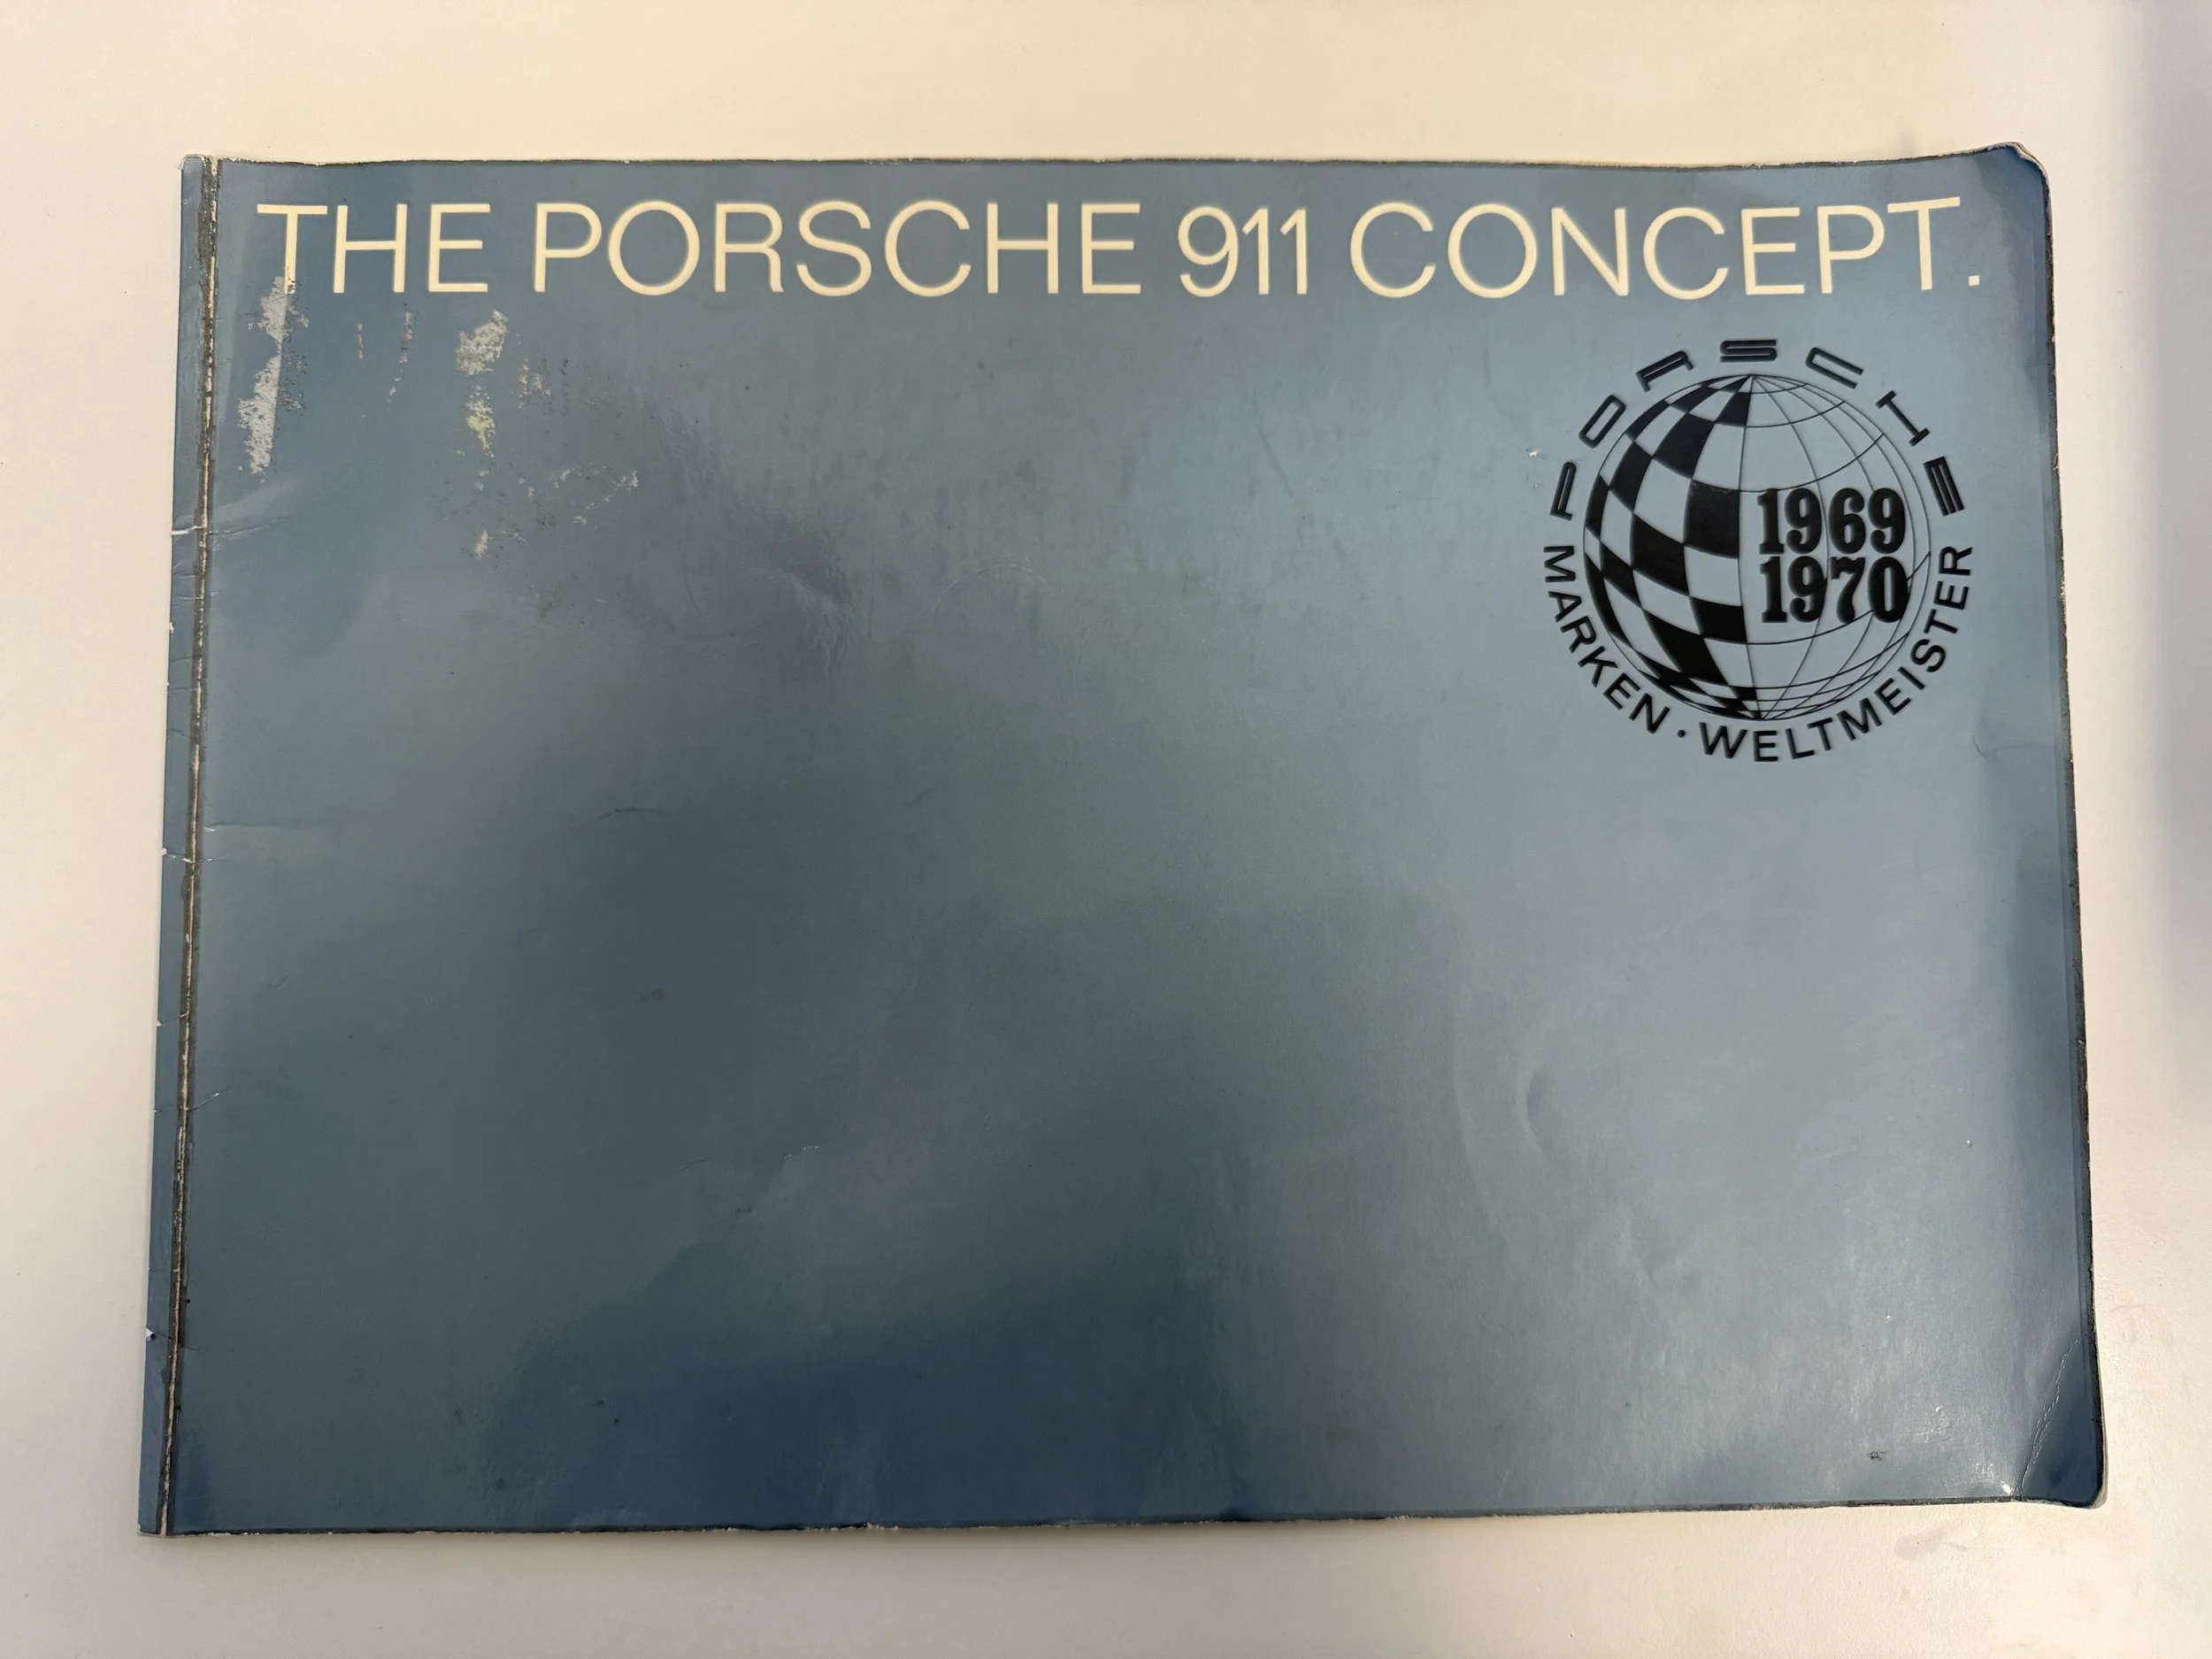 THE PORSCHE 911 CONCEPT.
PORSCHE
1969
1970
MARKEN · WELTMEISTER